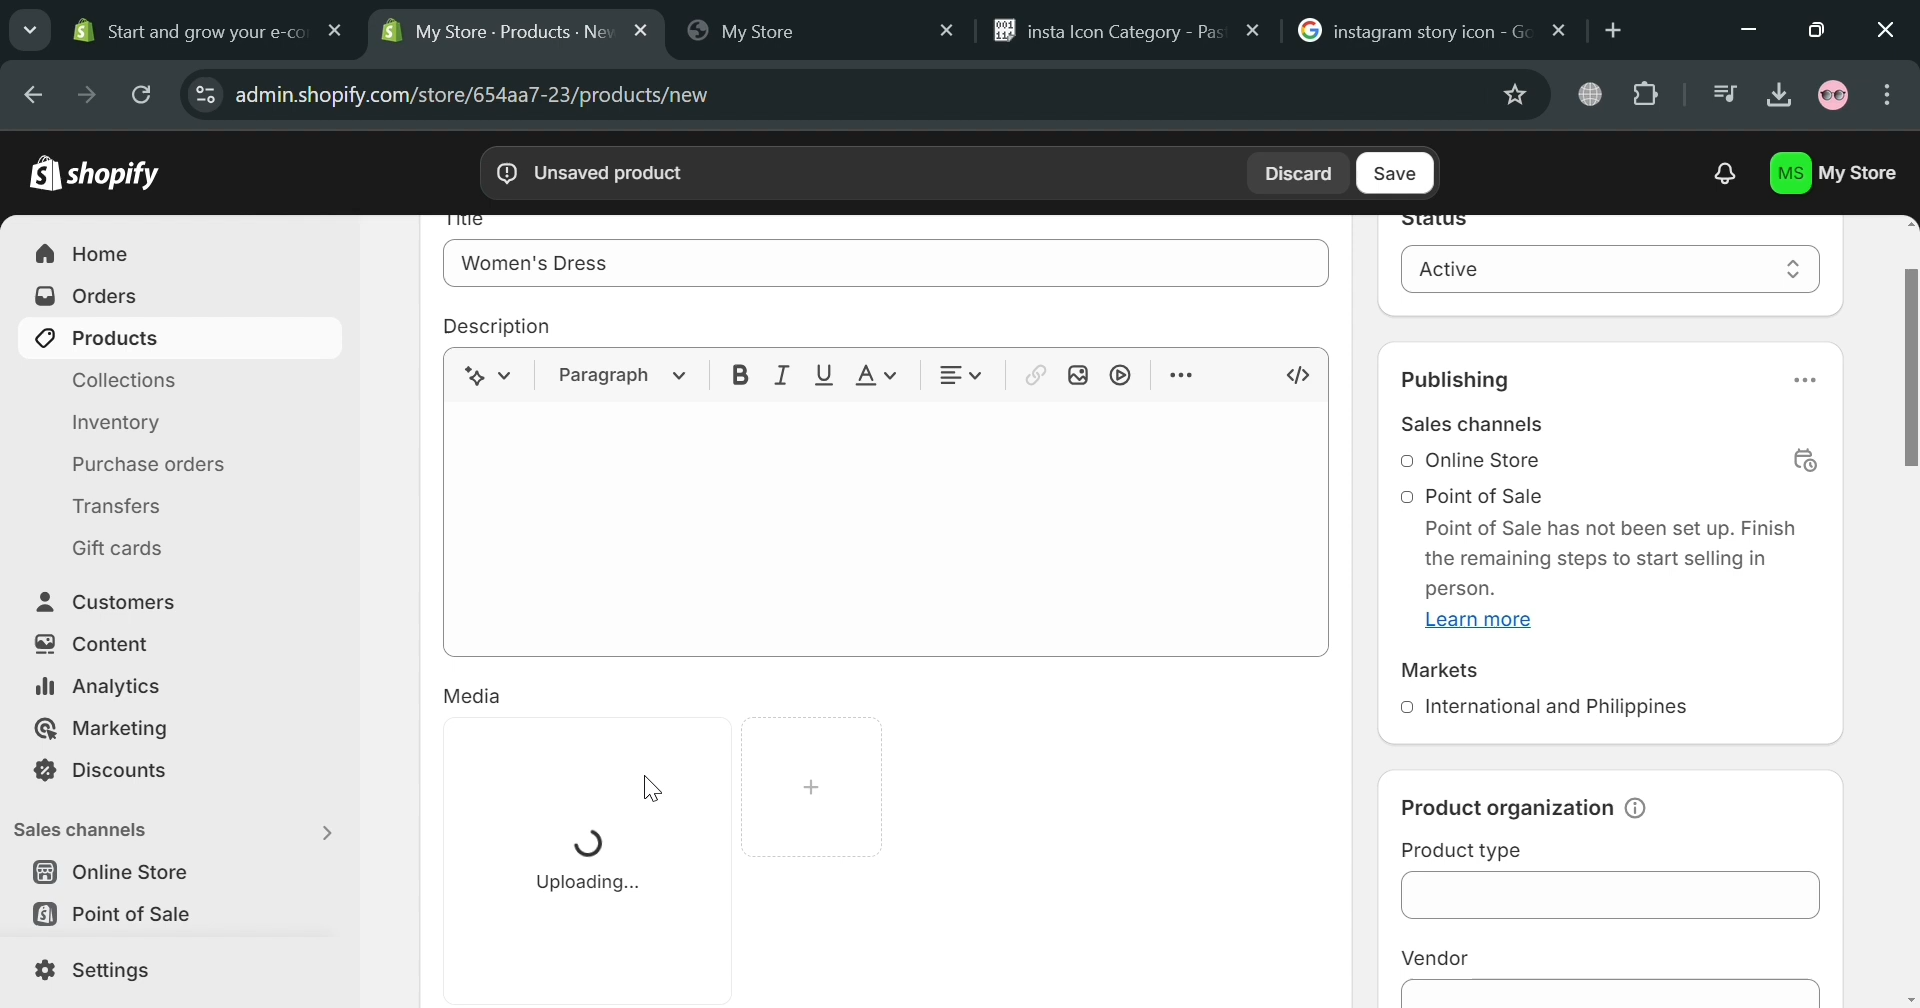 Start and grow your e-co
My Store · Products · New
My Store
insta Icon Category - Past
instagram story icon - Go
admin.shopify.com/store/654aa7-23/products/new
shopify
Unsaved product
Discard
Save
MS
My Store
Home
Orders
Products
Collections
Inventory
Purchase orders
Transfers
Gift cards
Customers
Content
Analytics
Marketing
Discounts
Sales channels
Online Store
Point of Sale
Settings
Title
Women's Dress
Description
Paragraph
B I U A
Media
Uploading...
Status
Active
Publishing
Sales channels
Online Store
Point of Sale
Point of Sale has not been set up. Finish
the remaining steps to start selling in
person.
Learn more
Markets
International and Philippines
Product organization
Product type
Vendor